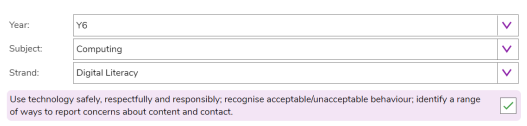 Year: Y6
Subject: Computing
Strand: Digital Literacy
Use technology safely, respectfully and responsibly; recognise acceptable/unacceptable behaviour; identify a range
of ways to report concerns about content and contact.